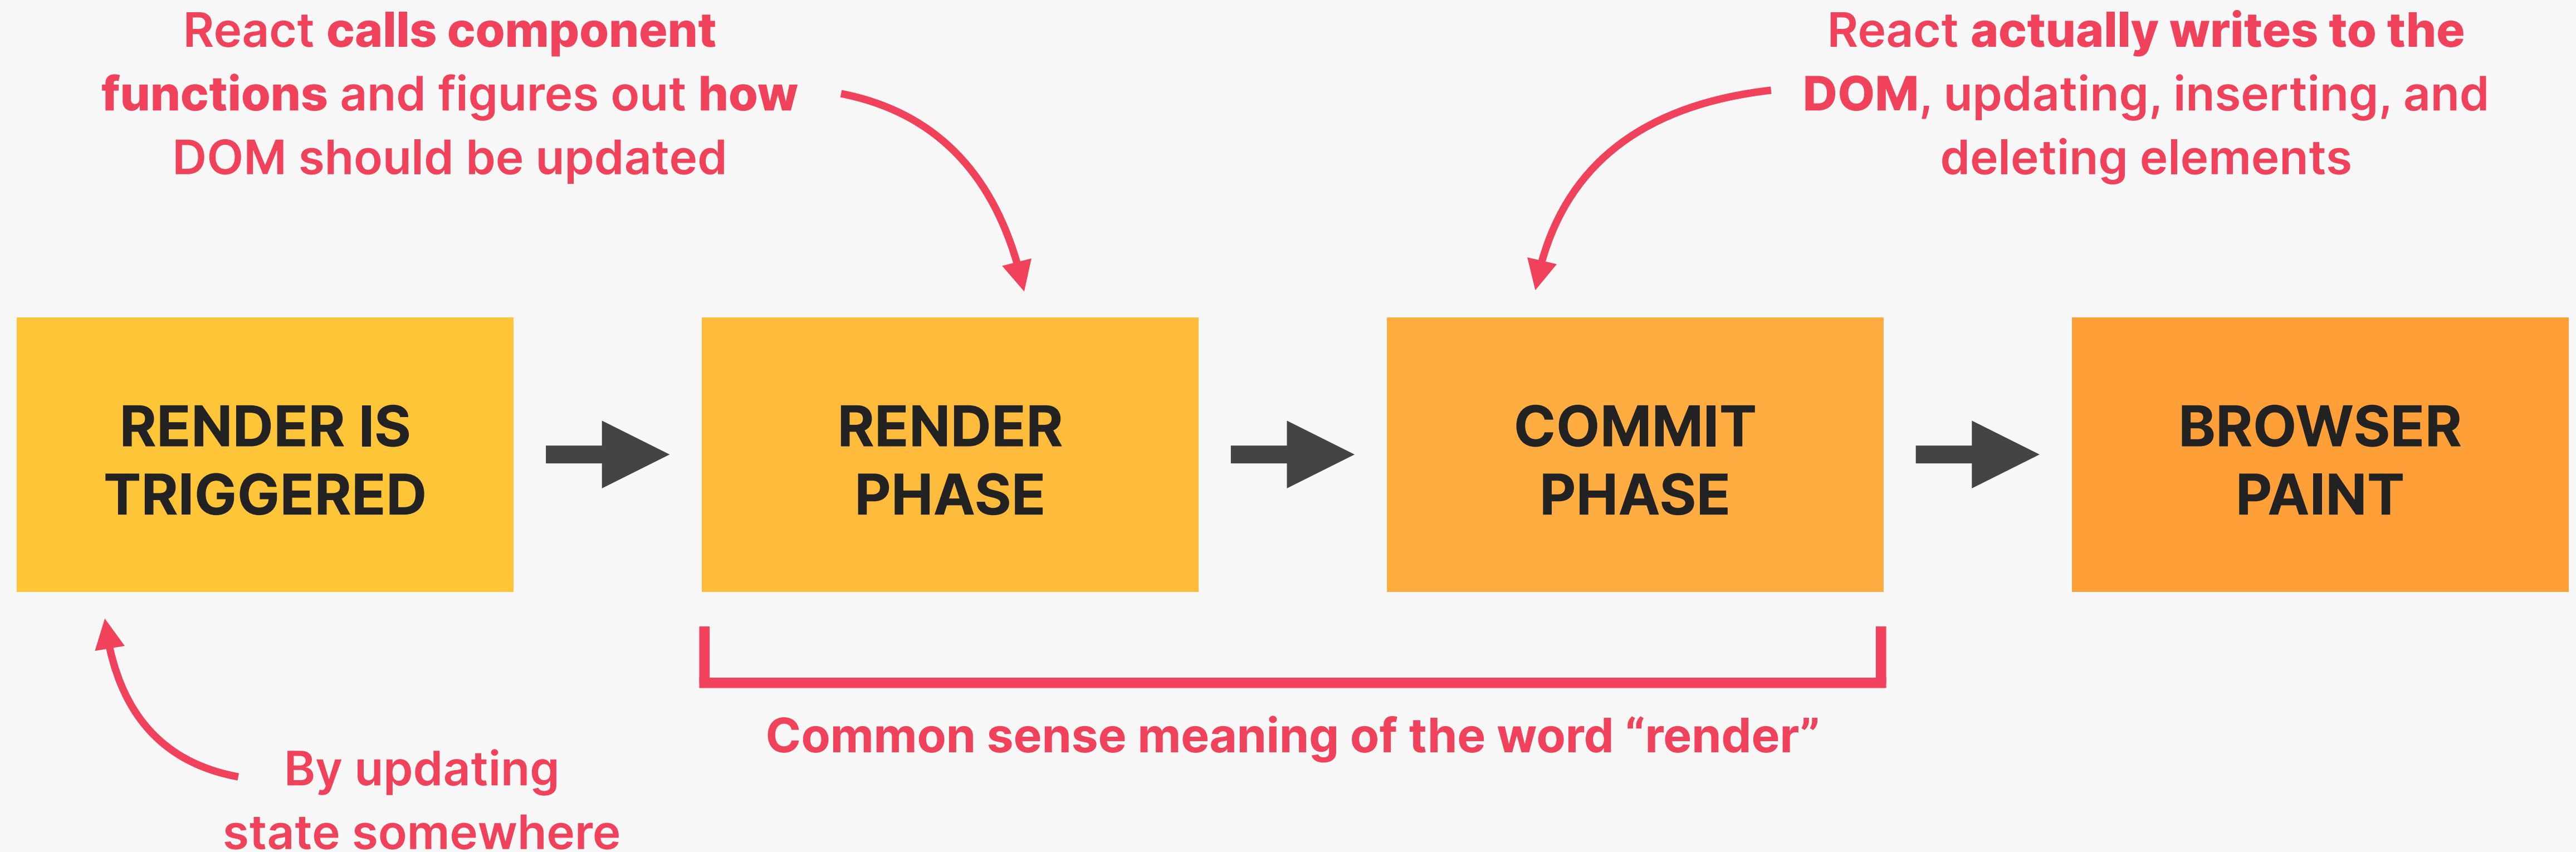 React calls component
functions and figures out how
DOM should be updated
React actually writes to the
DOM, updating, inserting, and
deleting elements
RENDER IS
TRIGGERED
RENDER
PHASE
COMMIT
PHASE
BROWSER
PAINT
By updating
state somewhere
Common sense meaning of the word “render”